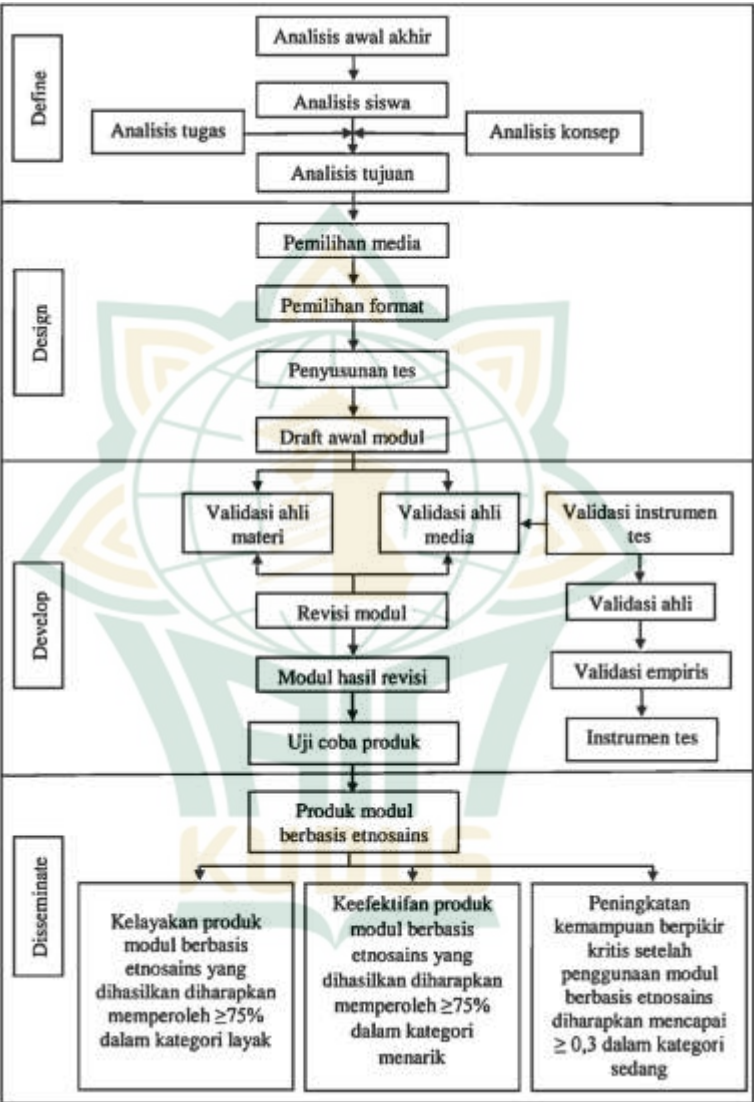 Define
Analisis awal akhir
Analisis siswa
Analisis tugas
Analisis konsep
Analisis tujuan
Design
Pemilihan media
Pemilihan format
Penyusunan tes
Draft awal modul
Develop
Validasi ahli
materi
Validasi ahli
media
Validasi instrumen
tes
Revisi modul
Validasi ahli
Modul hasil revisi
Validasi empiris
Uji coba produk
Instrumen tes
Disseminate
Produk modul
berbasis etnosains
KUDUS
Kelayakan produk
modul berbasis
etnosains yang
dihasilkan diharapkan
memperoleh ≥75%
dalam kategori layak
Keefektifan produk
modul berbasis
etnosains yang
dihasilkan diharapkan
memperoleh ≥75%
dalam kategori
menarik
Peningkatan
kemampuan berpikir
kritis setelah
penggunaan modul
berbasis etnosains
diharapkan mencapai
≥ 0,3 dalam kategori
sedang